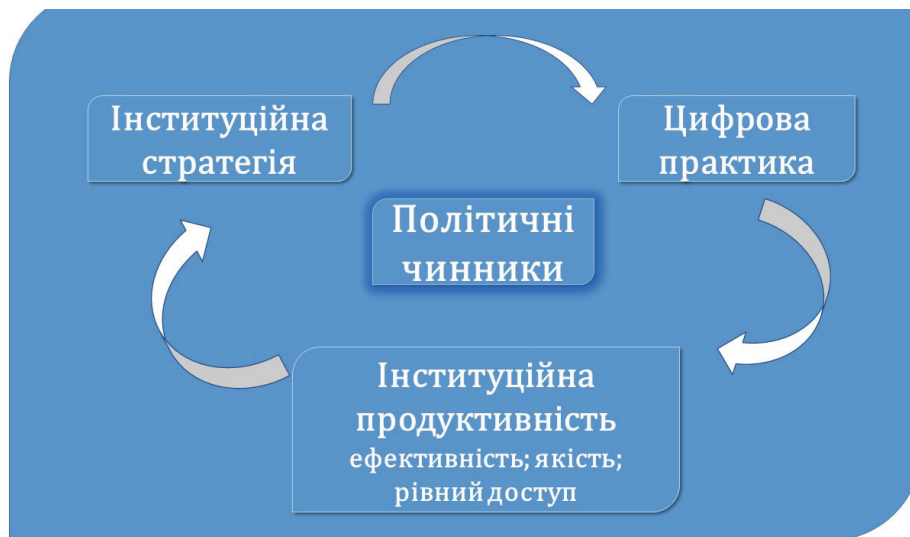 Інституційна
стратегія
Цифрова
практика
Політичні
чинники
Інституційна
продуктивність
ефективність; якість;
рівний доступ